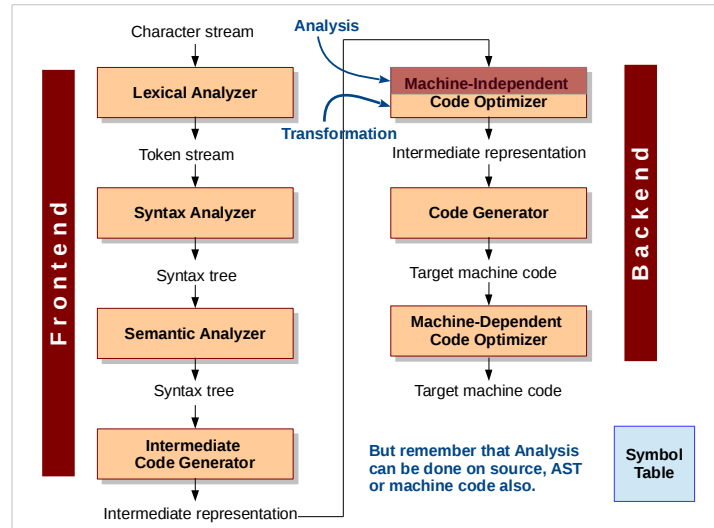 Frontend
Character stream
Lexical Analyzer
Token stream
Syntax Analyzer
Syntax tree
Semantic Analyzer
Syntax tree
Intermediate
Code Generator
Intermediate representation
Analysis
Transformation
Machine-Independent
Code Optimizer
Intermediate representation
Code Generator
Target machine code
Machine-Dependent
Code Optimizer
Target machine code
Backend
But remember that Analysis
can be done on source, AST
or machine code also.
Symbol
Table